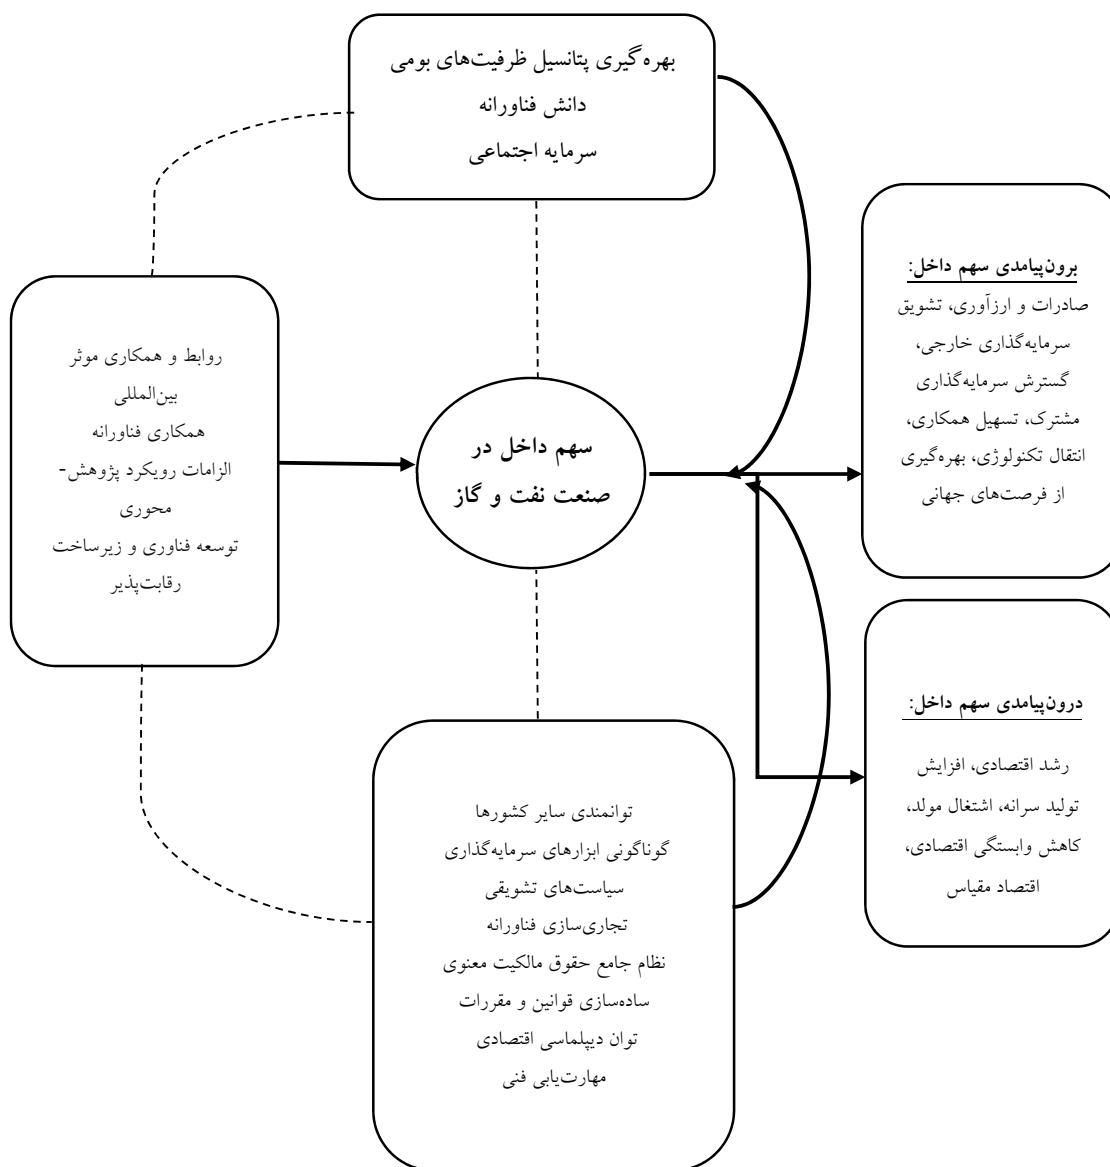 بهره‌گیری پتانسیل ظرفیت‌های بومی
دانش فناورانه
سرمایه اجتماعی
برون‌پیامدی سهم داخل:
صادرات و ارزآوری، تشویق
سرمایه‌گذاری خارجی،
گسترش سرمایه‌گذاری
مشترک، تسهیل همکاری،
انتقال تکنولوژی، بهره‌گیری
از فرصت‌های جهانی
سهم داخل در
صنعت نفت و گاز
روابط و همکاری موثر
بین‌المللی
همکاری فناورانه
الزامات رویکرد پژوهش-
محوری
توسعه فناوری و زیرساخت
رقابت‌پذیر
درون‌پیامدی سهم داخل:
رشد اقتصادی، افزایش
تولید سرانه، اشتغال مولد،
کاهش وابستگی اقتصادی،
اقتصاد مقیاس
توانمندی سایر کشورها
گوناگونی ابزارهای سرمایه‌گذاری
سیاست‌های تشویقی
تجاری‌سازی فناورانه
نظام جامع حقوق مالکیت معنوی
ساده‌سازی قوانین و مقررات
توان دیپلماسی اقتصادی
مهارت‌یابی فنی